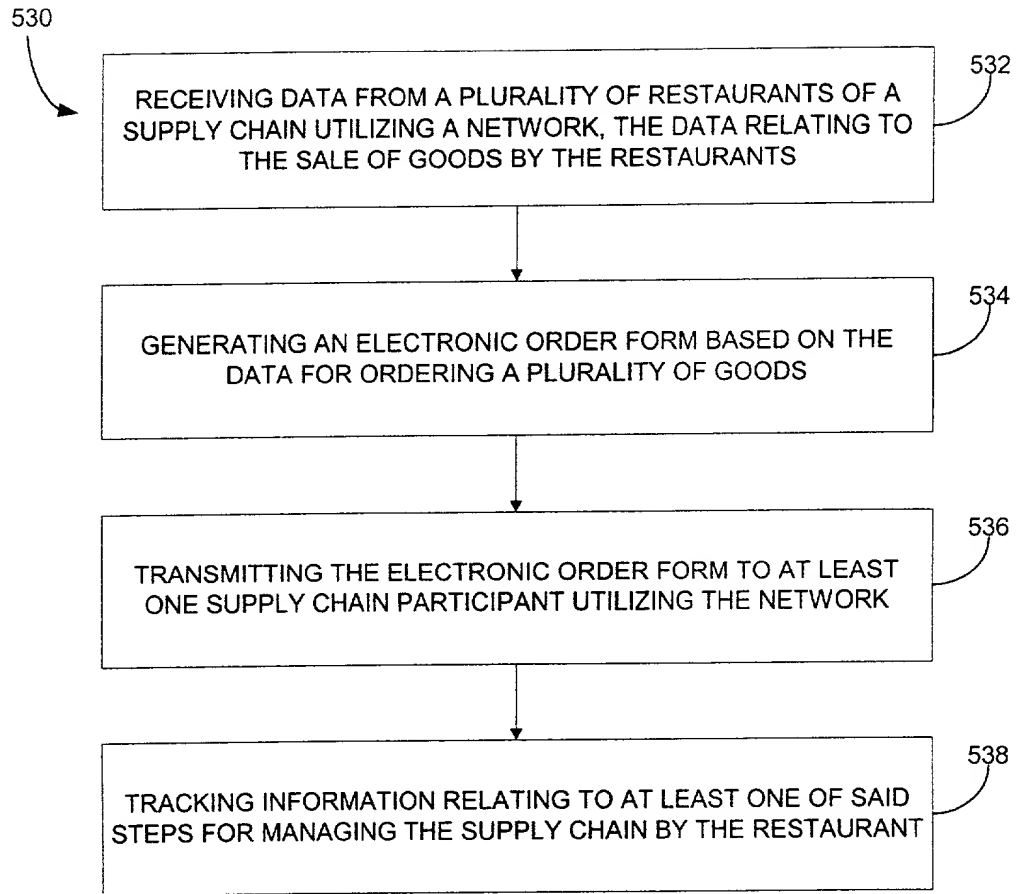 530
532
RECEIVING DATA FROM A PLURALITY OF RESTAURANTS OF A
SUPPLY CHAIN UTILIZING A NETWORK, THE DATA RELATING TO
THE SALE OF GOODS BY THE RESTAURANTS
534
GENERATING AN ELECTRONIC ORDER FORM BASED ON THE
DATA FOR ORDERING A PLURALITY OF GOODS
536
TRANSMITTING THE ELECTRONIC ORDER FORM TO AT LEAST
ONE SUPPLY CHAIN PARTICIPANT UTILIZING THE NETWORK
538
TRACKING INFORMATION RELATING TO AT LEAST ONE OF SAID
STEPS FOR MANAGING THE SUPPLY CHAIN BY THE RESTAURANT